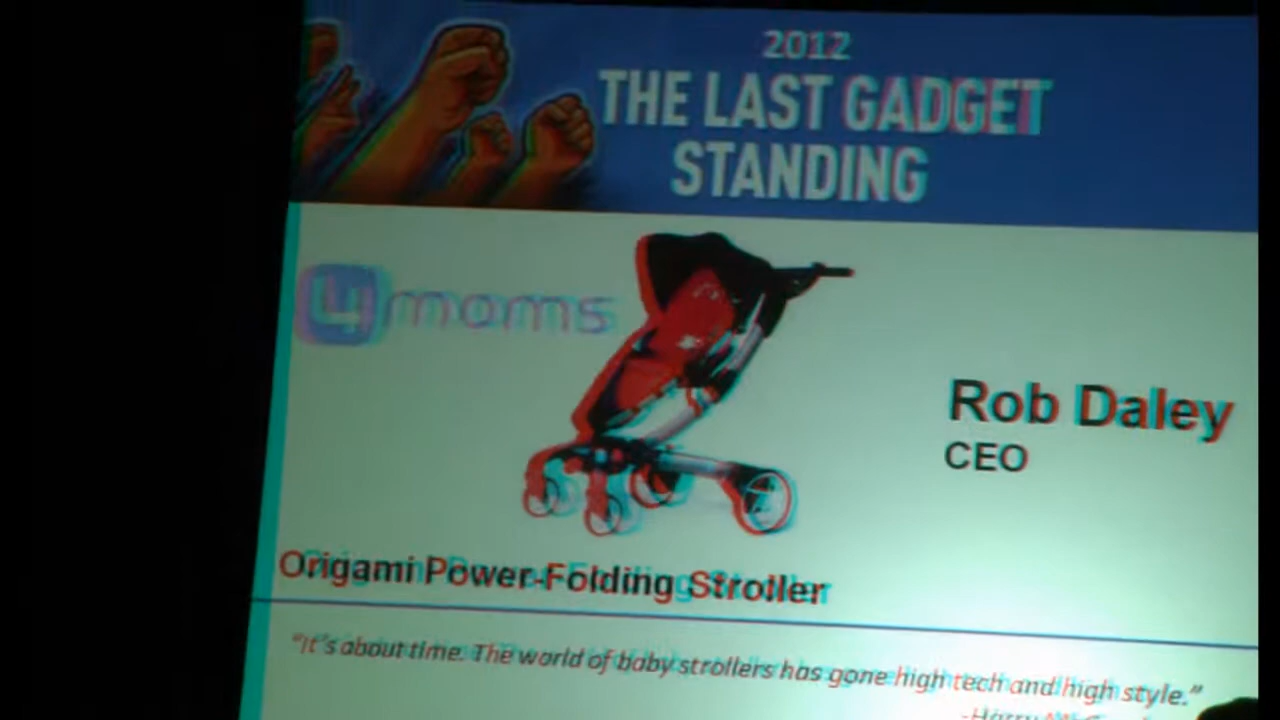 2012
THE LAST GADGET
STANDING
4moms
Rob Daley
CEO
Origami Power-Folding Stroller
"It's about time. The world of baby strollers has gone high tech and high style."
-Harry